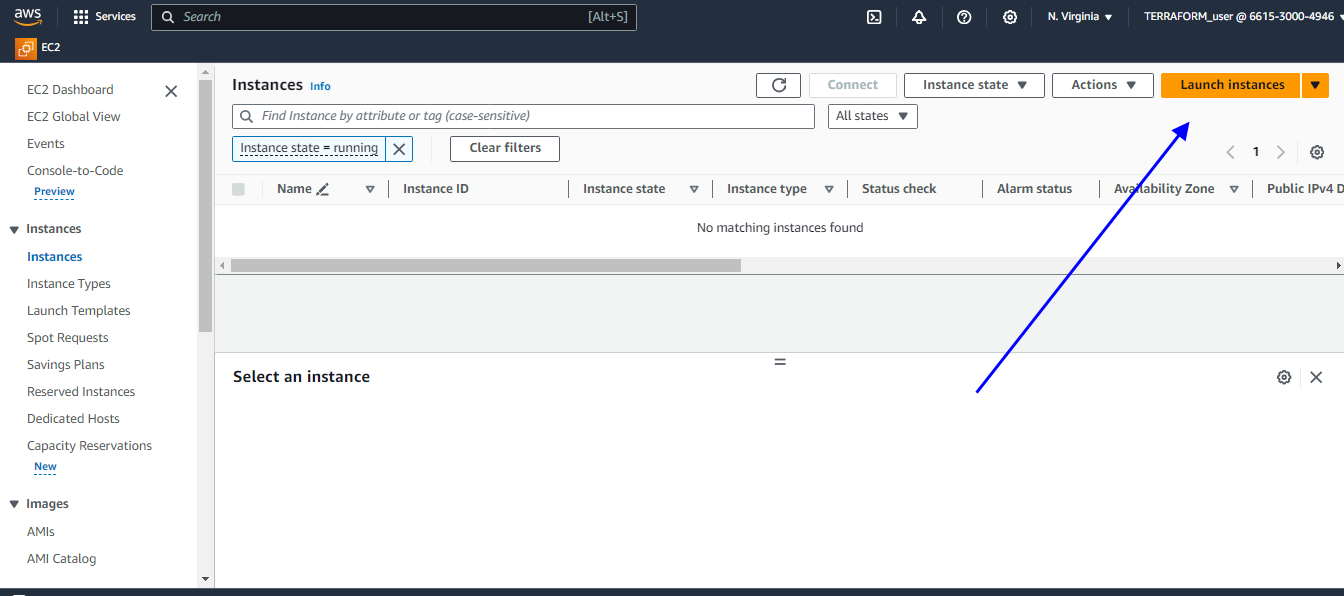 aws
Services
Search [Alt+S]
N. Virginia
TERRAFORM_user @ 6615-3000-4946
EC2
EC2 Dashboard
EC2 Global View
Events
Console-to-Code
Preview
Instances
Instances
Instance Types
Launch Templates
Spot Requests
Savings Plans
Reserved Instances
Dedicated Hosts
Capacity Reservations
New
Images
AMIs
AMI Catalog
Instances Info
Connect
Instance state
Actions
Launch instances
Find Instance by attribute or tag (case-sensitive)
All states
Instance state = running
Clear filters
1
Name
Instance ID
Instance state
Instance type
Status check
Alarm status
Availability Zone
Public IPv4 D
No matching instances found
Select an instance